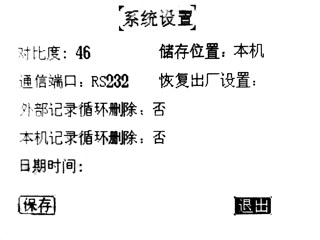 系统设置
对比度: 46 储存位置: 本机
通信端口: RS232 恢复出厂设置:
外部记录循环删除: 否
本机记录循环删除: 否
日期时间:
保存 退出